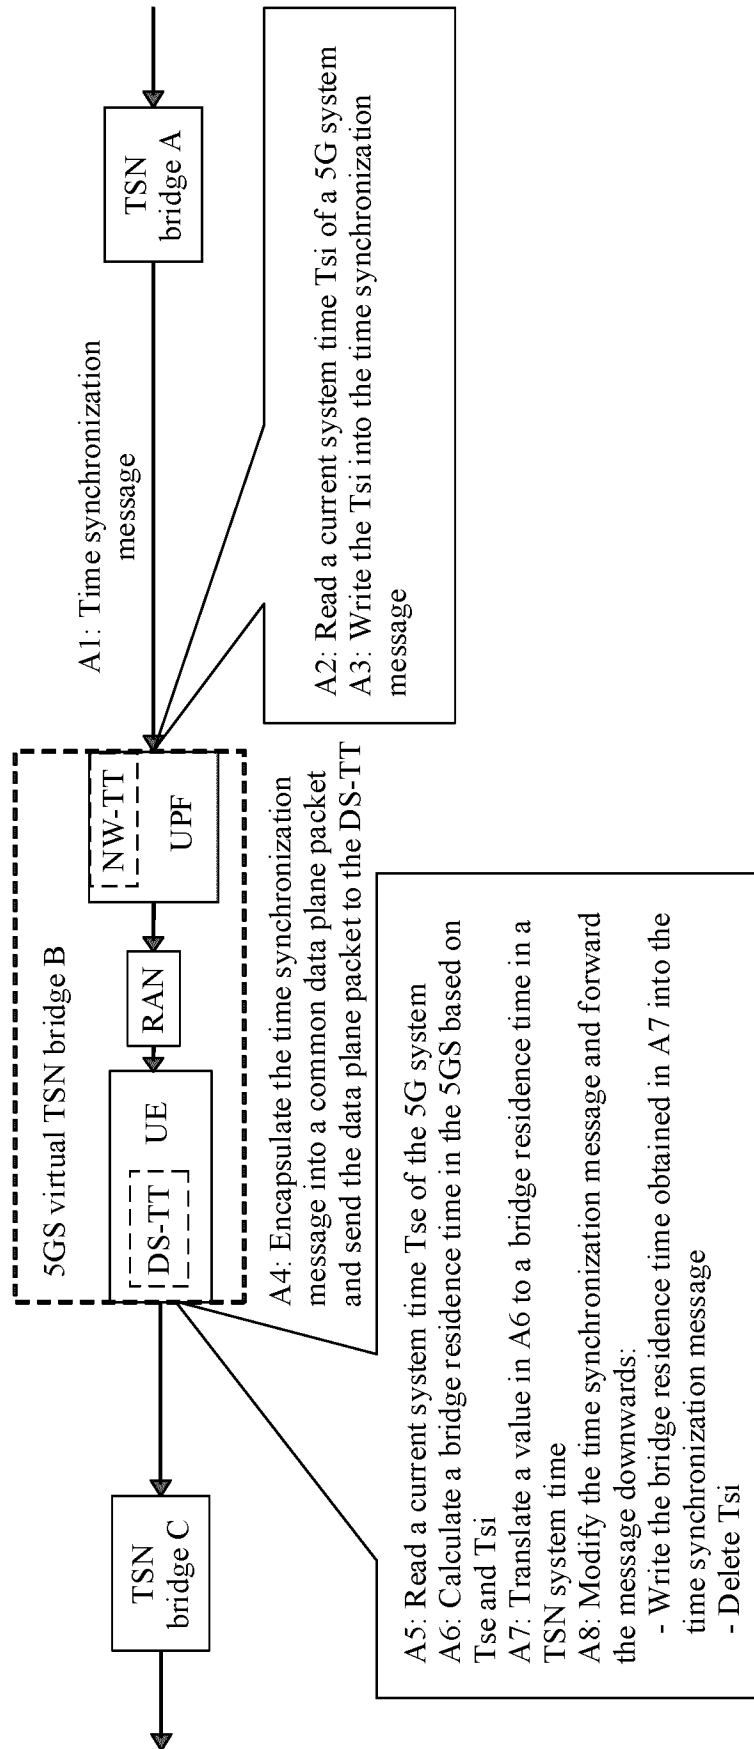 TSN
bridge C
5GS virtual TSN bridge B
DS-TT
UE
RAN
NW-TT
UPF
A1: Time synchronization
message
TSN
bridge A
A4: Encapsulate the time synchronization
message into a common data plane packet
and send the data plane packet to the DS-TT
A2: Read a current system time Tsi of a 5G system
A3: Write the Tsi into the time synchronization
message
A5: Read a current system time Tse of the 5G system
A6: Calculate a bridge residence time in the 5GS based on
Tse and Tsi
A7: Translate a value in A6 to a bridge residence time in a
TSN system time
A8: Modify the time synchronization message and forward
the message downwards:
- Write the bridge residence time obtained in A7 into the
time synchronization message
- Delete Tsi